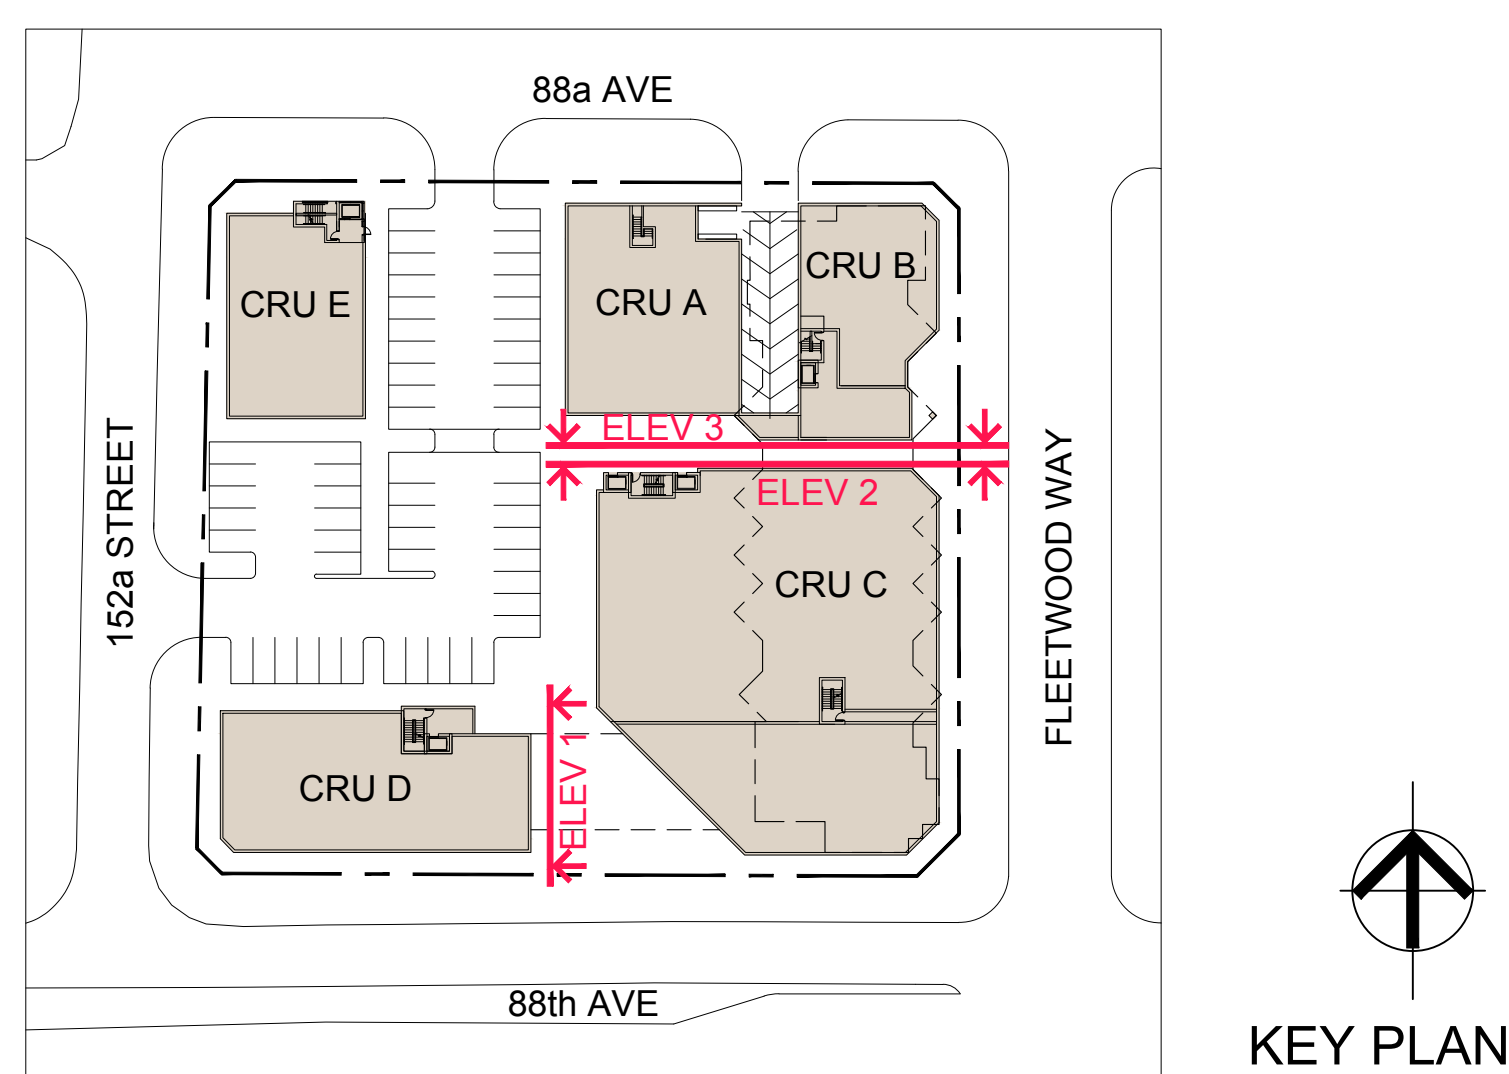 88a AVE
CRU B
CRU E
CRU A
ELEV 3
ELEV 2
152a STREET
FLEETWOOD WAY
CRU C
ELEV 1
CRU D
88th AVE
KEY PLAN